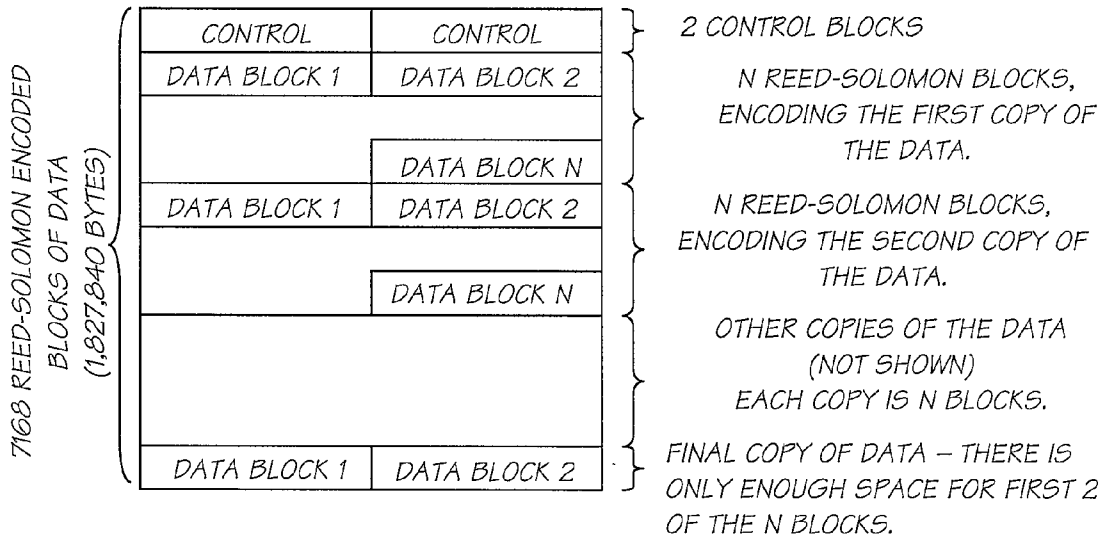 7168 REED-SOLOMON ENCODED
BLOCKS OF DATA
(1,827,840 BYTES)
CONTROL CONTROL
2 CONTROL BLOCKS
DATA BLOCK 1 DATA BLOCK 2
DATA BLOCK N
N REED-SOLOMON BLOCKS,
ENCODING THE FIRST COPY OF
THE DATA.
DATA BLOCK 1 DATA BLOCK 2
DATA BLOCK N
N REED-SOLOMON BLOCKS,
ENCODING THE SECOND COPY OF
THE DATA.
OTHER COPIES OF THE DATA
(NOT SHOWN)
EACH COPY IS N BLOCKS.
DATA BLOCK 1 DATA BLOCK 2
FINAL COPY OF DATA – THERE IS
ONLY ENOUGH SPACE FOR FIRST 2
OF THE N BLOCKS.